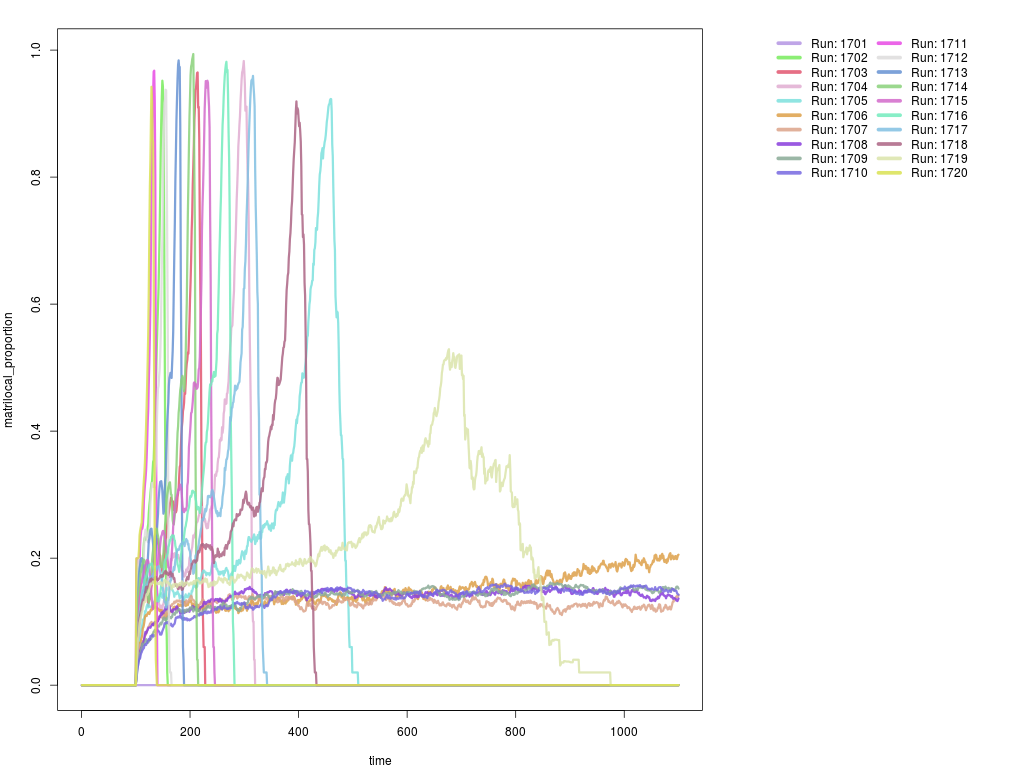 Run: 1701 Run: 1711
Run: 1702 Run: 1712
Run: 1703 Run: 1713
Run: 1704 Run: 1714
Run: 1705 Run: 1715
Run: 1706 Run: 1716
Run: 1707 Run: 1717
Run: 1708 Run: 1718
Run: 1709 Run: 1719
Run: 1710 Run: 1720
1.0
0.8
0.6
0.4
0.2
0.0
matrilocal_proportion
0 200 400 600 800 1000
time